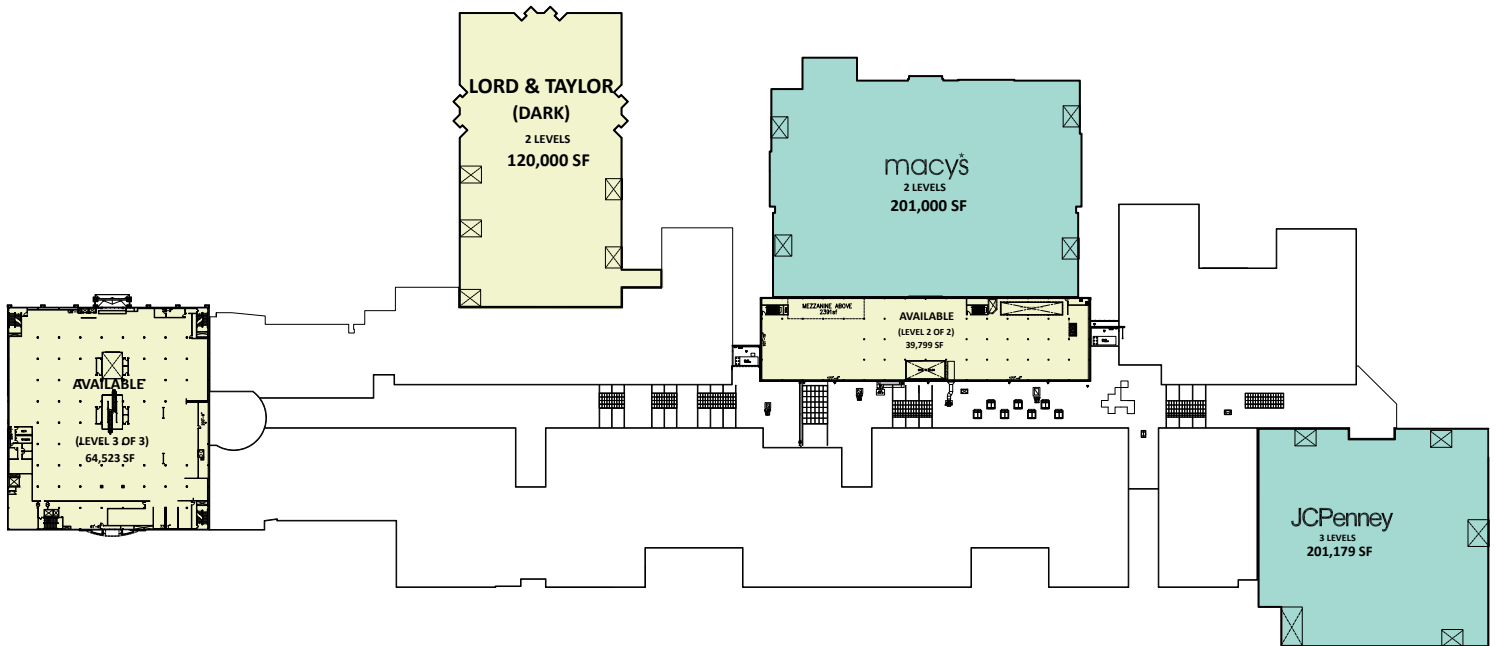 LORD & TAYLOR
(DARK)
2 LEVELS
120,000 SF
macy's
2 LEVELS
201,000 SF
MEZZANINE ABOVE
2391sf
AVAILABLE
(LEVEL 2 OF 2)
39,799 SF
AVAILABLE
(LEVEL 3 OF 3)
64,523 SF
JCPenney
3 LEVELS
201,179 SF